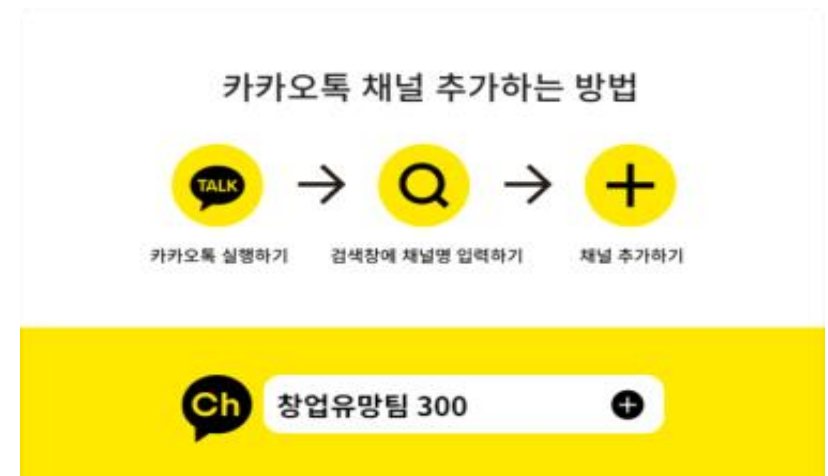 카카오톡 채널 추가하는 방법
TALK
카카오톡 실행하기
검색창에 채널명 입력하기
채널 추가하기
Ch 창업유망팀 300